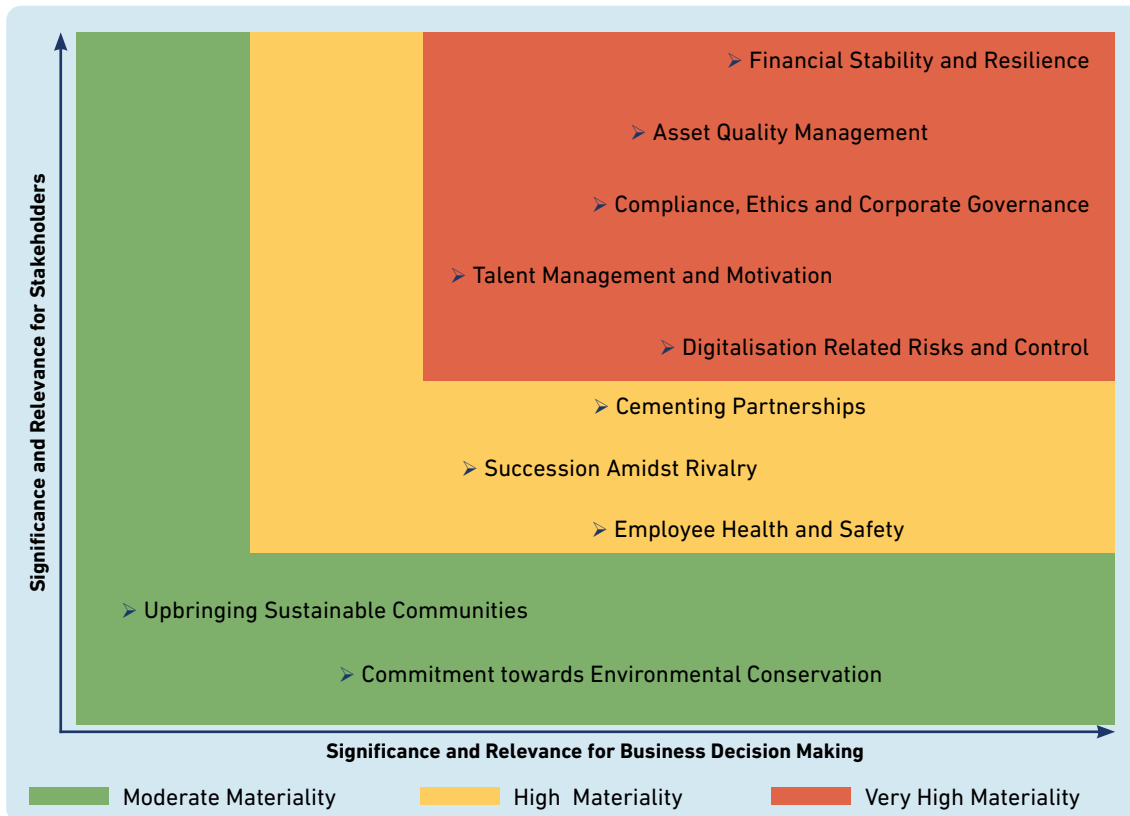 Significance and Relevance for Stakeholders
➢ Financial Stability and Resilience
➢ Asset Quality Management
➢ Compliance, Ethics and Corporate Governance
➢ Talent Management and Motivation
➢ Digitalisation Related Risks and Control
➢ Cementing Partnerships
➢ Succession Amidst Rivalry
➢ Employee Health and Safety
➢ Upbringing Sustainable Communities
➢ Commitment towards Environmental Conservation
Significance and Relevance for Business Decision Making
Moderate Materiality
High Materiality
Very High Materiality